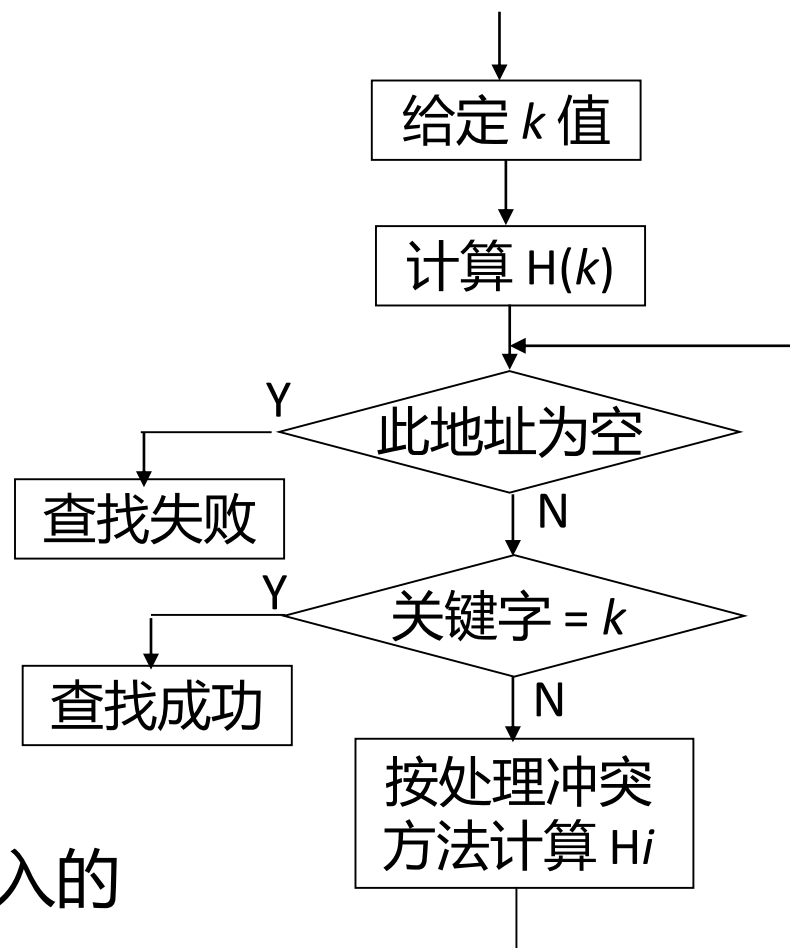 给定 k 值
计算 H(k)
Y
此地址为空
查找失败
N
Y
关键字 = k
查找成功
N
按处理冲突
方法计算 Hi
入的